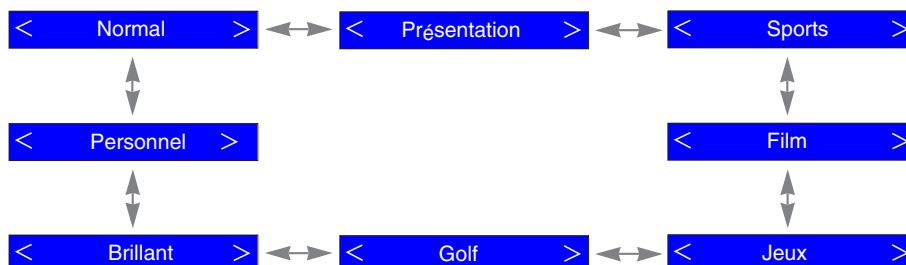 < Normal > < Présentation > < Sports >
< Personnel > < Film >
< Brillant > < Golf > < Jeux >